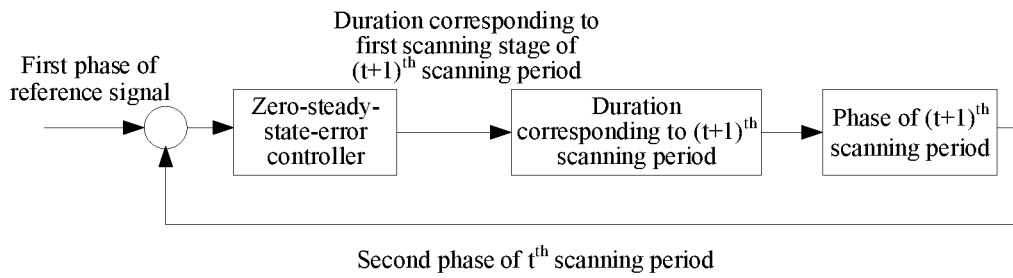 Duration corresponding to
first scanning stage of
(t+1)th scanning period
First phase of
reference signal
Zero-steady-
state-error
controller
Duration
corresponding to (t+1)th
scanning period
Phase of (t+1)th
scanning period
Second phase of tth scanning period